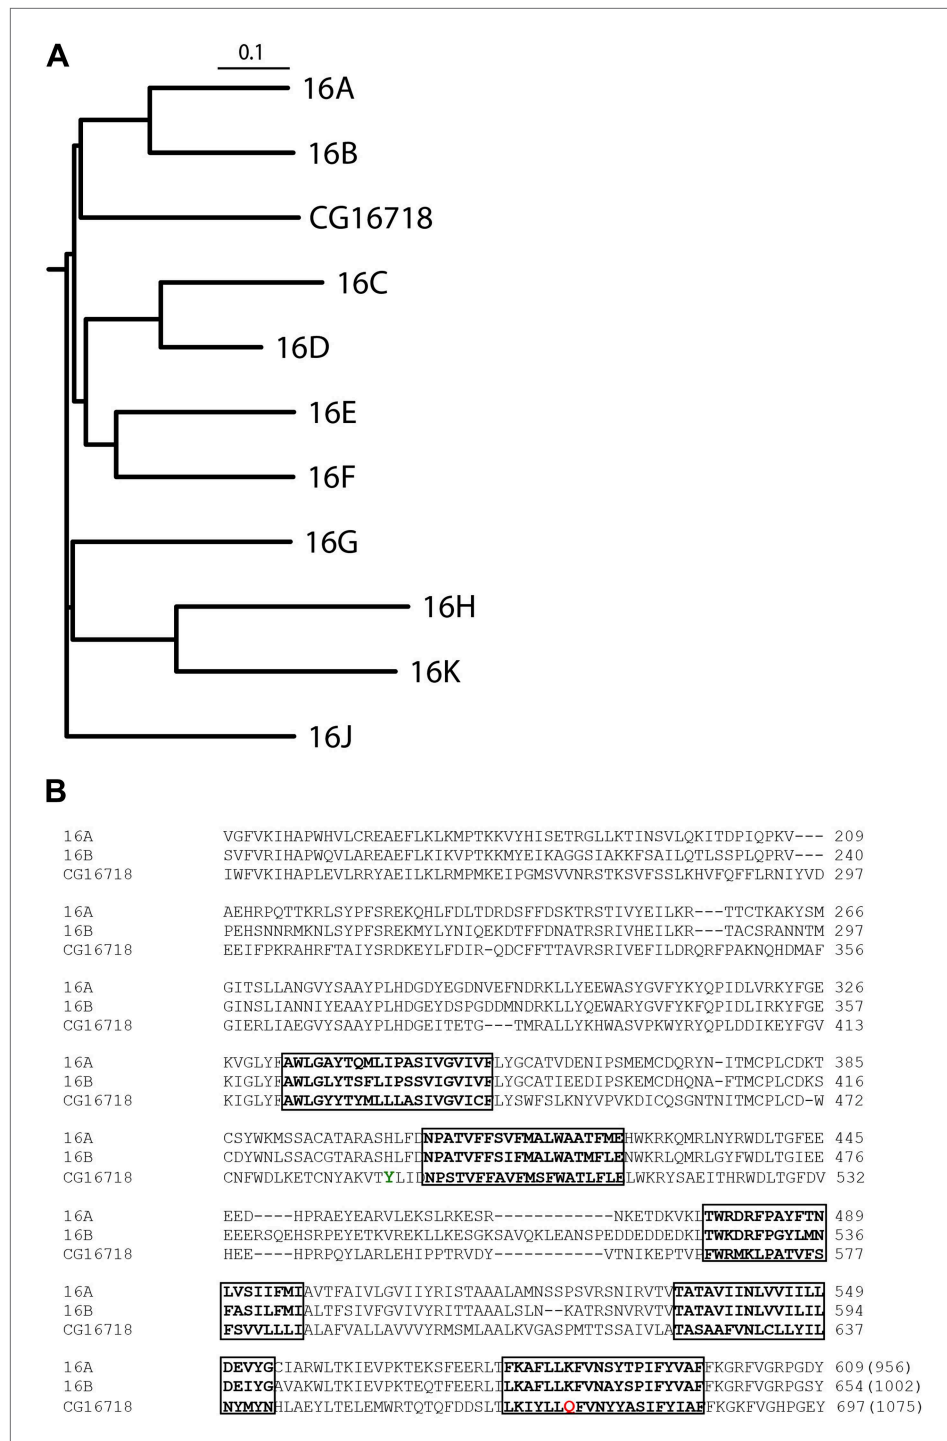 A
0.1
16A
16B
CG16718
16C
16D
16E
16F
16G
16H
16K
16J
B
16A VGFVKIHAPWHVLCREAEFLKLKMPTKKVYHISETRGLLKTINSVLQKITDPIQPKV--- 209
16B SVFVRIHAPWQVLAREAEFLKIKVPTKKMYEIKAGGSIAKKFSAILQTLSSPLQPRV--- 240
CG16718 IWFVKIHAPLEVLRRYAEILKLRMPMKEIPGMSVVNRSTKSVFSSLKHVFQFFLRNIYVD 297
16A AEHRPQTTKRLSYPFSREKQHLFDLTDRDSFFDSKTRSTIVYEILKR---TTCTKAKYSM 266
16B PEHSNNRMKNLSYPFSREKMYLYNIQEKDTFFDNATRSRIVHEILKR---TACSRANNTM 297
CG16718 EEIFPKRAHRFTAIYSRDKEYLFDIR-QDCFFTTAVRSRIVEFILDRQRFPAKNQHDMAF 356
16A GITSLLANGVYSAAYPLHDGDYEGDNVEFNDRKLLYEEWASYGVFYKYQPIDLVRKYFGE 326
16B GINSLIANNIYEAAYPLHDGEYDSPGDDMNDRKLLYQEWARYGVFYKFQPIDLIRKYFGE 357
CG16718 GIERLIAEGVYSAAYPLHDGEITETG---TMRALLYKHWASVPKWYRYQPLDDIKEYFGV 413
16A KVGLYFAWLGAYTQMLIPASIVGVIVFLYGCATVDENIPSMEMCDQRYN-ITMCPLCDKT 385
16B KIGLYFAWLGLYTSFLIPSSVIGVIVFLYGCATIEEDIPSKEMCDHQNA-FTMCPLCDKS 416
CG16718 KIGLYFAWLGYYTYMLLLASIVGVICFLYSWFSLKNYVPVKDICQSGNTNITMCPLCD-W 472
16A CSYWKMSSACATARASHLFDNPATVFFSVFMALWAATFMEHWKRKQMRLNYRWDLTGFEE 445
16B CDYWNLSSACGTARASHLFDNPATVFFSIFMALWATMFLENWKRLQMRLGYFWDLTGIEE 476
CG16718 CNFWDLKETCNYAKVTYLIDNPSTVFFAVFMSFWATLFLELWKRYSAEITHRWDLTGFDV 532
16A EED----HPRAEYEARVLEKSLRKESR------------NKETDKVKLTWRDRFPAYFTN 489
16B EEERSQEHSRPEYETKVREKLLKESGKSAVQKLEANSPEDDEDDEDKLTWKDRFPGYLMN 536
CG16718 HEE----HPRPQYLARLEHIPPTRVDY------------VTNIKEPTVPFWRMKLPATVFS 577
16A LVSIIFMIAVTFAIVLGVIIYRISTAAALAMNSSPSVRSNIRVTVTATAVIINLVVIILL 549
16B FASILFMIALTFSIVFGVIVYRITTAAALSLN--KATRSNVRVTVTATAVIINLVVILIL 594
CG16718 FSVVLLLIALAFVALLAVVVYRMSMLAALKVGASPMTTSSAIVLATASAAFVNLCLLYIL 637
16A DEVYGCIARWLTKIEVPKTEKSFEERLTFKAFLLKFVNSYTPIFYVAFFKGRFVGRPGDY 609(956)
16B DEIYGAVAKWLTKIEVPKTEQTFEERLILKAFLLKFVNAYSPIFYVAFFKGRFVGRPGSY 654(1002)
CG16718 NYMYNHLAEYLTELEMWRTQTQFDDSLTLKIYLLQFVNYYASIFYIAFFKGKFVGHPGEY 697(1075)